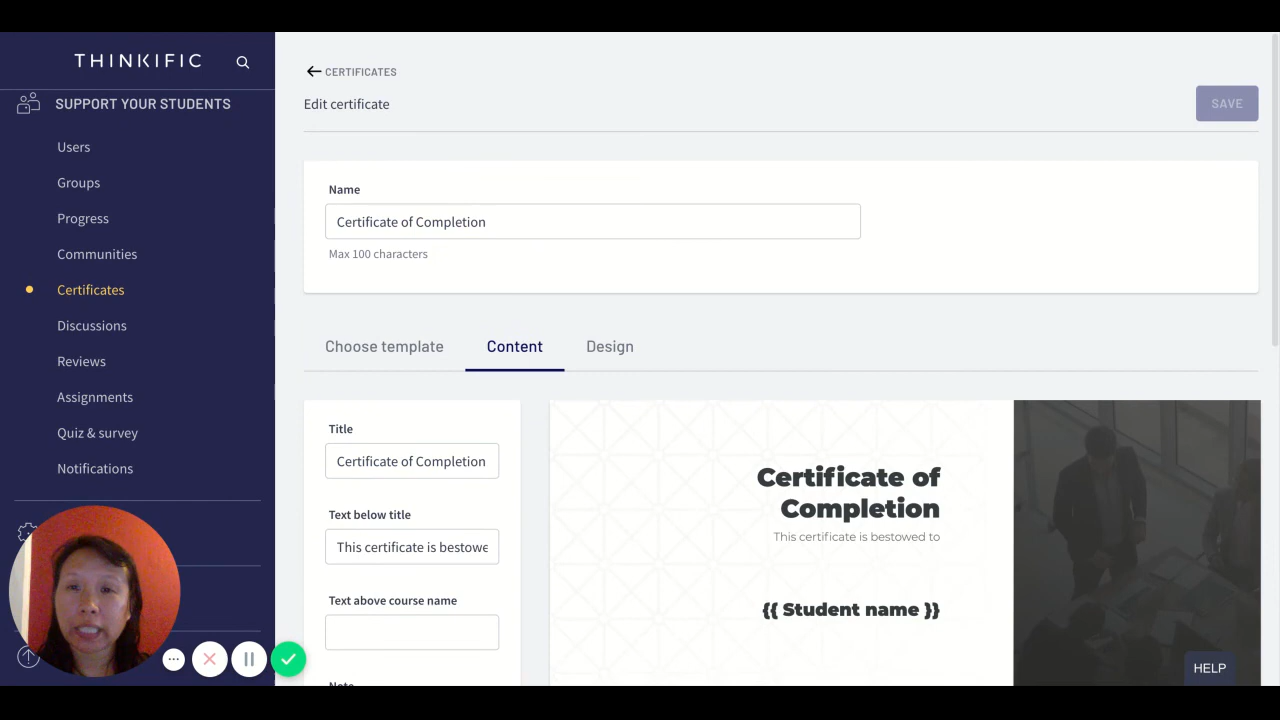 THINKIFIC
SUPPORT YOUR STUDENTS
Users
Groups
Progress
Communities
Certificates
Discussions
Reviews
Assignments
Quiz & survey
Notifications
CERTIFICATES
Edit certificate
SAVE
Name
Certificate of Completion
Max 100 characters
Choose template
Content
Design
Title
Certificate of Completion
Text below title
This certificate is bestowe
Text above course name
Certificate of
Completion
This certificate is bestowed to
{{ Student name }}
HELP